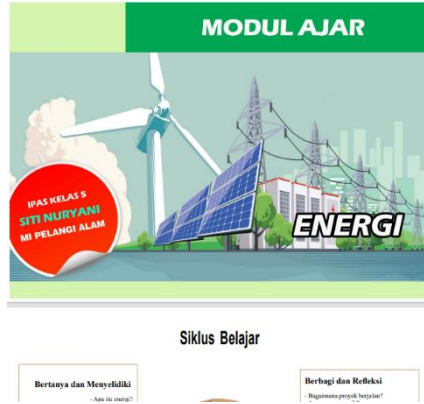 MODUL AJAR
IPAS KELAS 5
SITI NURYANI
MI PELANGI ALAM
ENERGI
Siklus Belajar
Bertanya dan Menyelidiki
- Apa itu energi?
Berbagi dan Refleksi
- Bagaimana proyek berjalan?